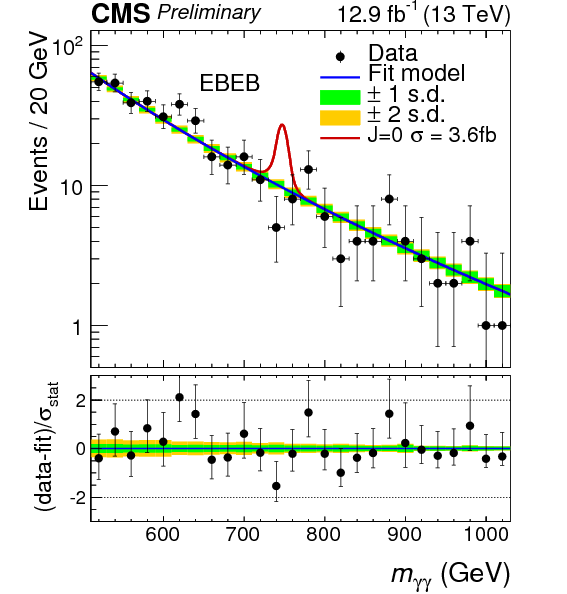 CMS Preliminary 12.9 fb⁻¹ (13 TeV)
Events / 20 GeV
10²
10
1
EBEB
Data
Fit model
± 1 s.d.
± 2 s.d.
J=0 σ = 3.6fb
(data-fit)/σ_stat
2
0
-2
600 700 800 900 1000
m_γγ (GeV)